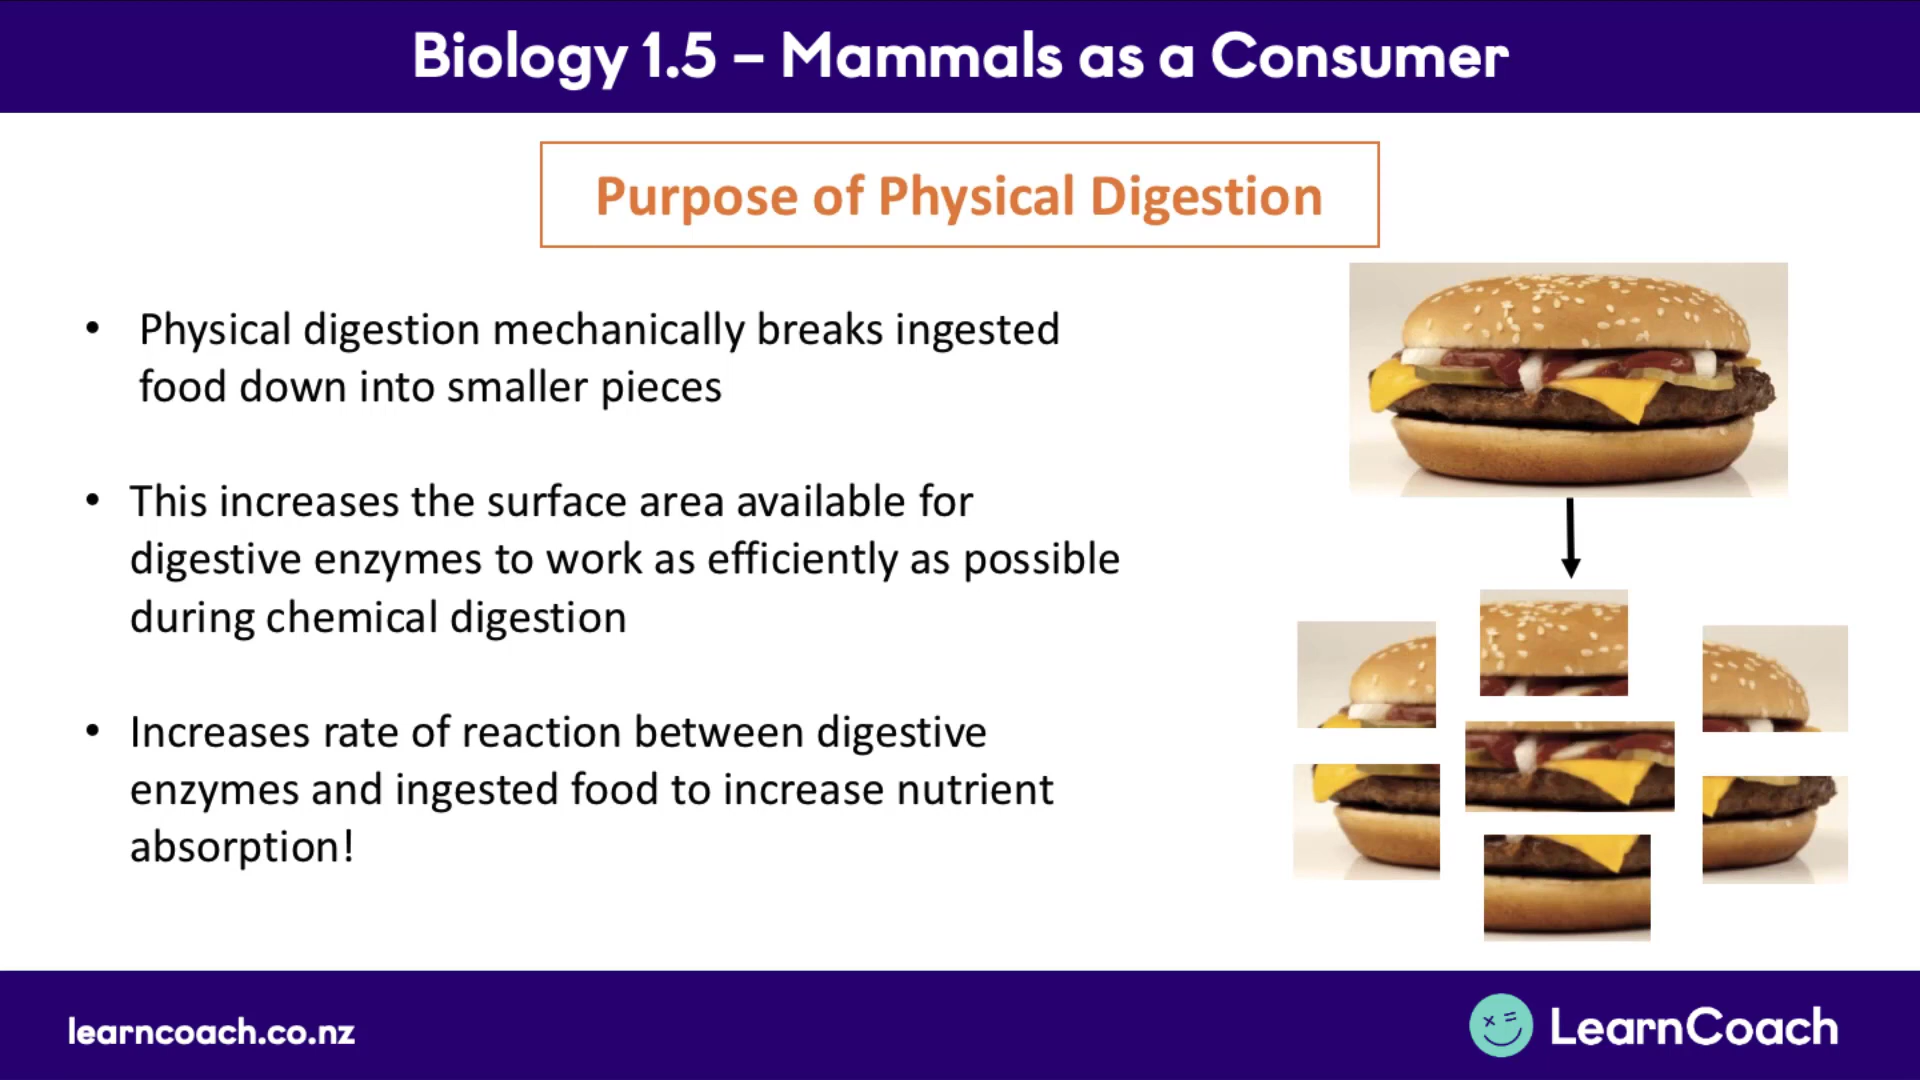 Biology 1.5 – Mammals as a Consumer
Purpose of Physical Digestion
• Physical digestion mechanically breaks ingested
food down into smaller pieces
• This increases the surface area available for
digestive enzymes to work as efficiently as possible
during chemical digestion
• Increases rate of reaction between digestive
enzymes and ingested food to increase nutrient
absorption!
learncoach.co.nz
LearnCoach